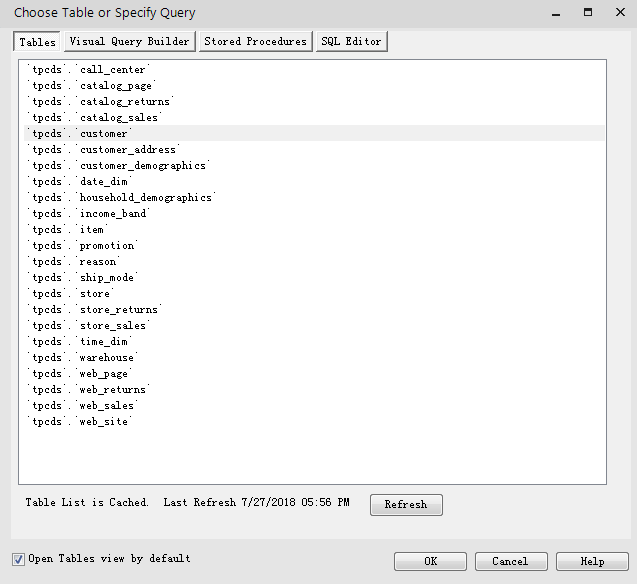 Choose Table or Specify Query
Tables Visual Query Builder Stored Procedures SQL Editor
`tpcds`.`call_center`
`tpcds`.`catalog_page`
`tpcds`.`catalog_returns`
`tpcds`.`catalog_sales`
`tpcds`.`customer`
`tpcds`.`customer_address`
`tpcds`.`customer_demographics`
`tpcds`.`date_dim`
`tpcds`.`household_demographics`
`tpcds`.`income_band`
`tpcds`.`item`
`tpcds`.`promotion`
`tpcds`.`reason`
`tpcds`.`ship_mode`
`tpcds`.`store`
`tpcds`.`store_returns`
`tpcds`.`store_sales`
`tpcds`.`time_dim`
`tpcds`.`warehouse`
`tpcds`.`web_page`
`tpcds`.`web_returns`
`tpcds`.`web_sales`
`tpcds`.`web_site`
Table List is Cached. Last Refresh 7/27/2018 05:56 PM Refresh
Open Tables view by default
OK Cancel Help